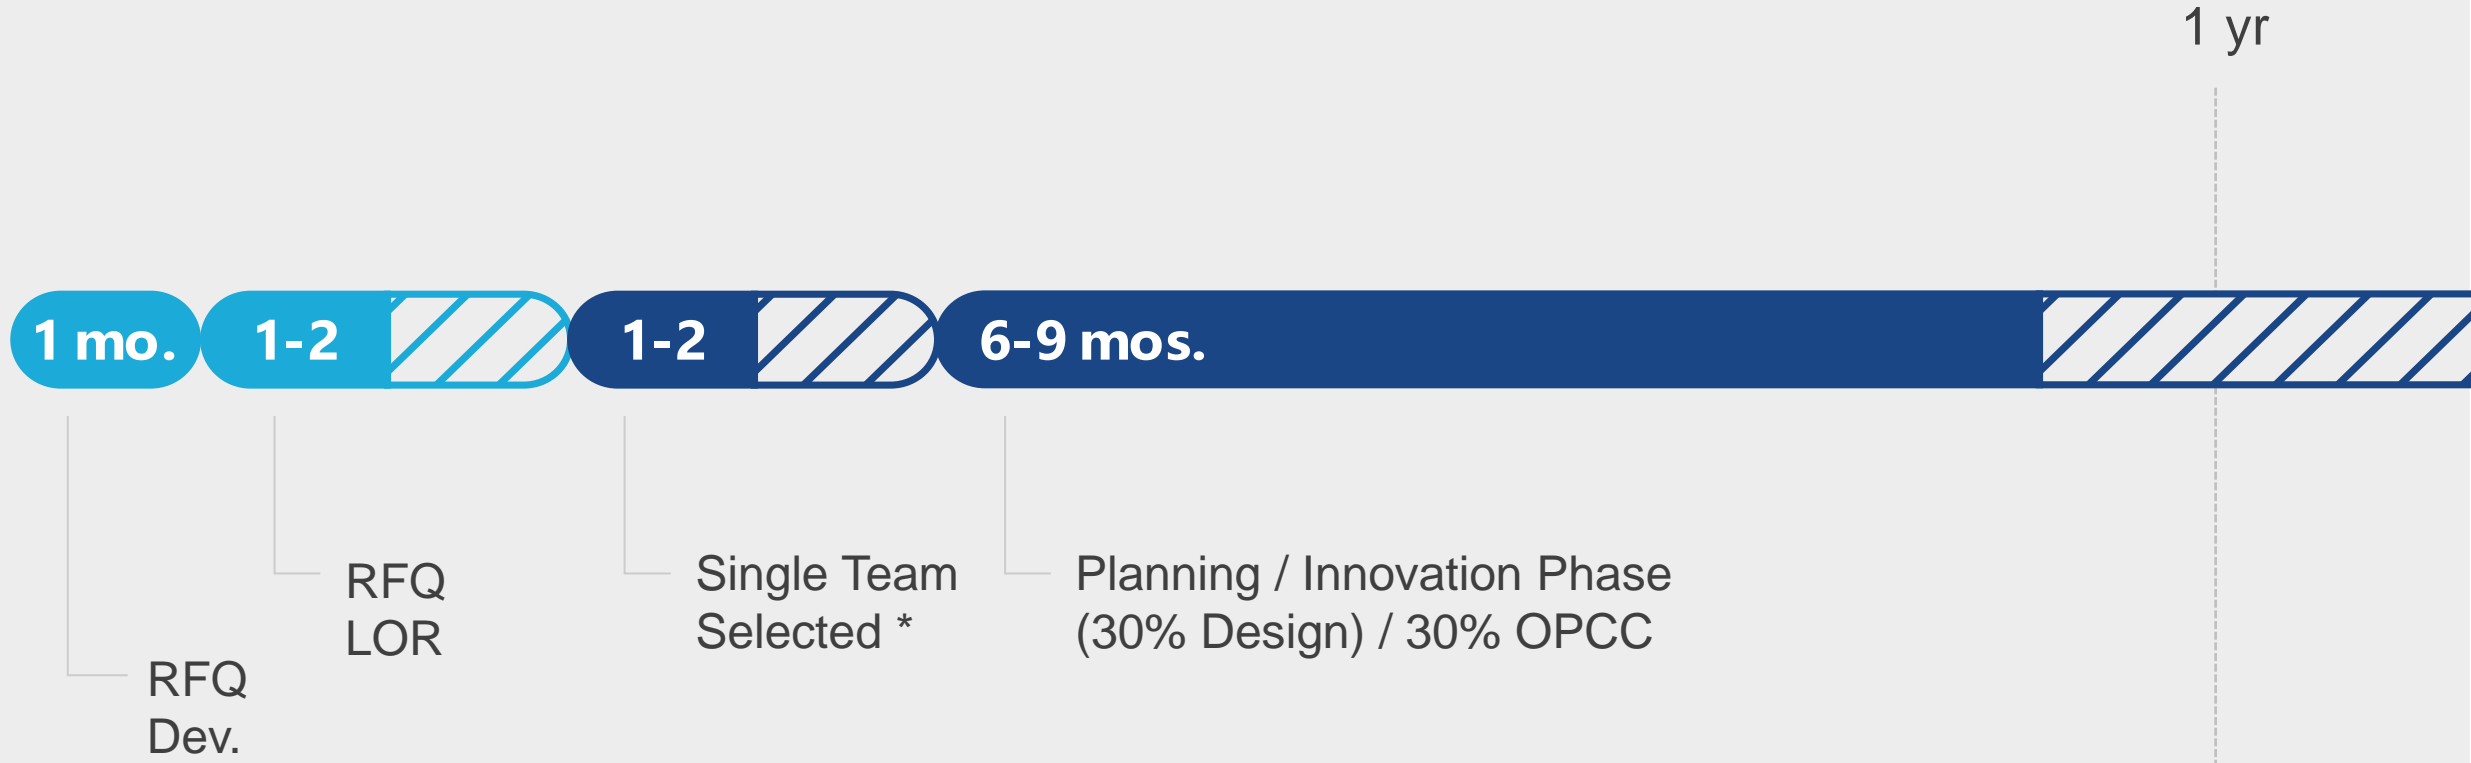 1 yr
1 mo.
1-2
1-2
6-9 mos.
RFQ
Dev.
RFQ
LOR
Single Team
Selected *
Planning / Innovation Phase
(30% Design) / 30% OPCC